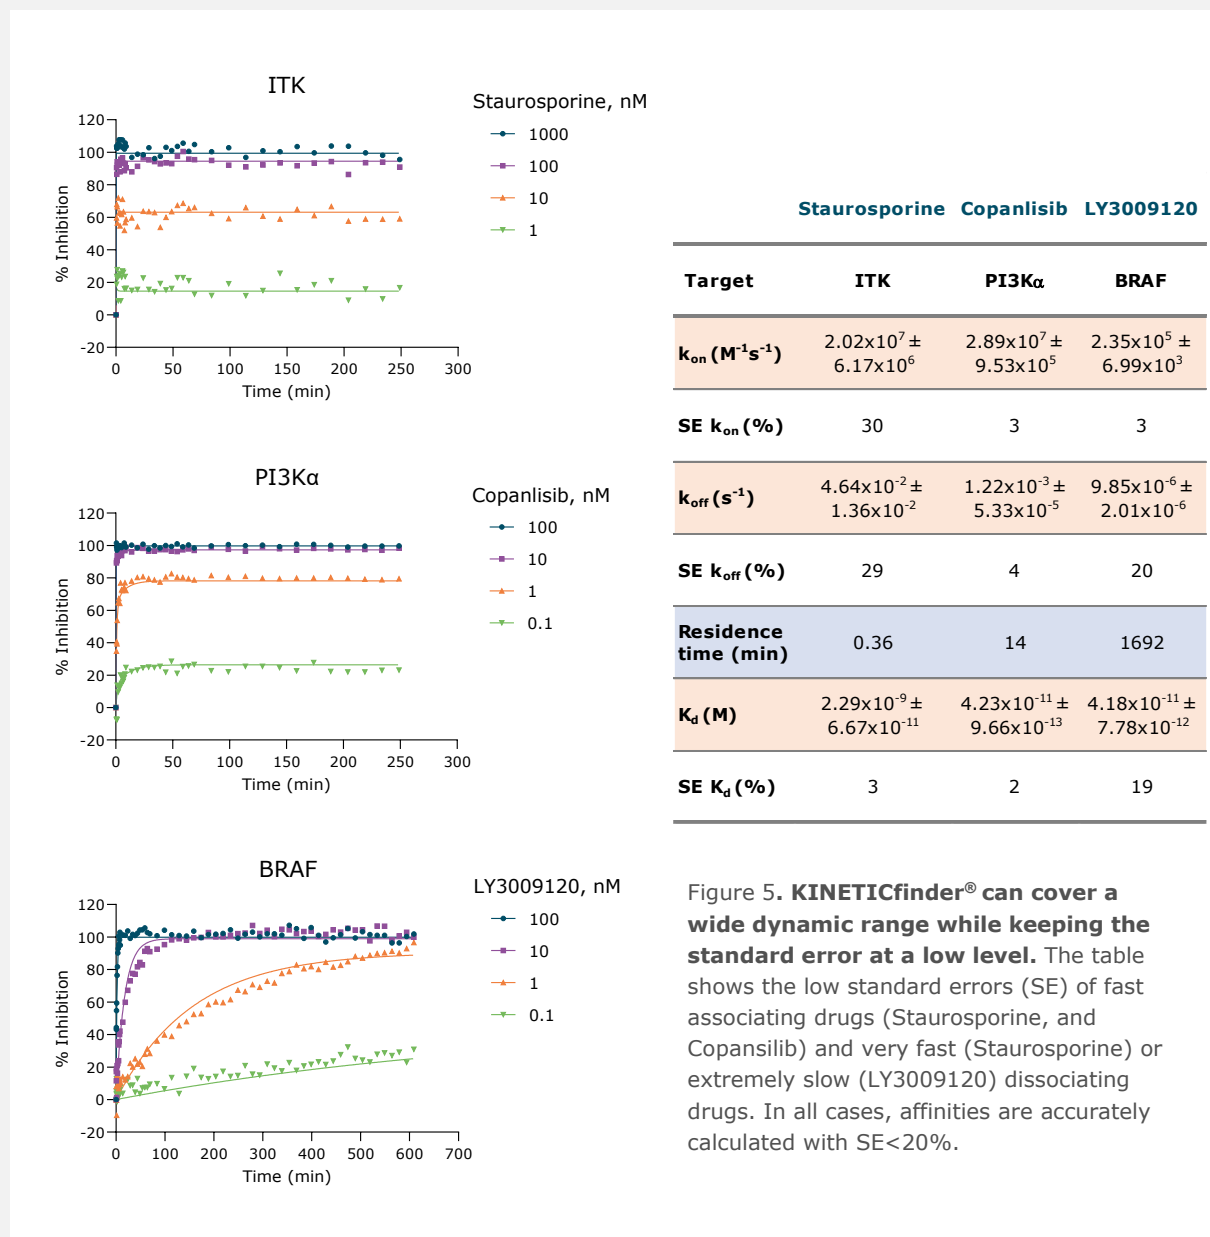 ITK
Staurosporine, nM
1000
100
10
1
120
100
80
60
40
20
0
-20
% Inhibition
0 50 100 150 200 250 300
Time (min)
PI3Kα
Copanlisib, nM
100
10
1
0.1
120
100
80
60
40
20
0
-20
% Inhibition
0 50 100 150 200 250 300
Time (min)
BRAF
LY3009120, nM
100
10
1
0.1
120
100
80
60
40
20
0
-20
% Inhibition
0 100 200 300 400 500 600 700
Time (min)
Staurosporine Copanlisib LY3009120
Target ITK PI3Kα BRAF
k_on (M⁻¹s⁻¹) 2.02x10⁷ ± 6.17x10⁶ 2.89x10⁷ ± 9.53x10⁵ 2.35x10⁵ ± 6.99x10³
SE k_on (%) 30 3 3
k_off (s⁻¹) 4.64x10⁻² ± 1.36x10⁻² 1.22x10⁻³ ± 5.33x10⁻⁵ 9.85x10⁻⁶ ± 2.01x10⁻⁶
SE k_off (%) 29 4 20
Residence time (min) 0.36 14 1692
K_d (M) 2.29x10⁻⁹ ± 6.67x10⁻¹¹ 4.23x10⁻¹¹ ± 9.66x10⁻¹³ 4.18x10⁻¹¹ ± 7.78x10⁻¹²
SE K_d (%) 3 2 19
Figure 5. KINETICfinder® can cover a
wide dynamic range while keeping the
standard error at a low level. The table
shows the low standard errors (SE) of fast
associating drugs (Staurosporine, and
Copansilib) and very fast (Staurosporine) or
extremely slow (LY3009120) dissociating
drugs. In all cases, affinities are accurately
calculated with SE<20%.